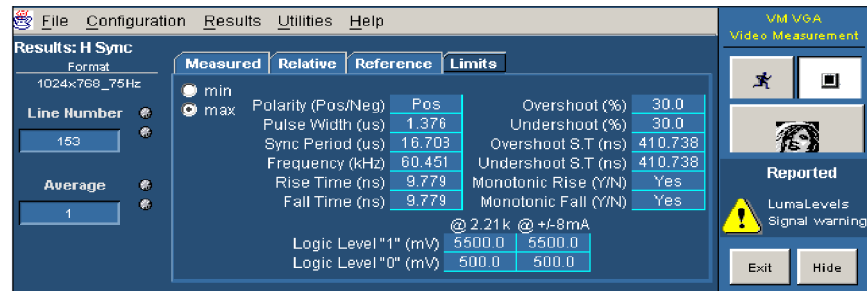 File Configuration Results Utilities Help
VM VGA
Video Measurement
Results: H Sync
Format
1024x768_75Hz
Line Number
153
Average
1
Measured Relative Reference Limits
min
max
Polarity (Pos/Neg) Pos Overshoot (%) 30.0
Pulse Width (us) 1.376 Undershoot (%) 30.0
Sync Period (us) 16.703 Overshoot S.T (ns) 410.738
Frequency (kHz) 60.451 Undershoot S.T (ns) 410.738
Rise Time (ns) 9.779 Monotonic Rise (Y/N) Yes
Fall Time (ns) 9.779 Monotonic Fall (Y/N) Yes
@ 2.21k @ +/-8mA
Logic Level "1" (mV) 5500.0 5500.0
Logic Level "0" (mV) 500.0 500.0
Reported
LumaLevels
Signal warning
Exit Hide